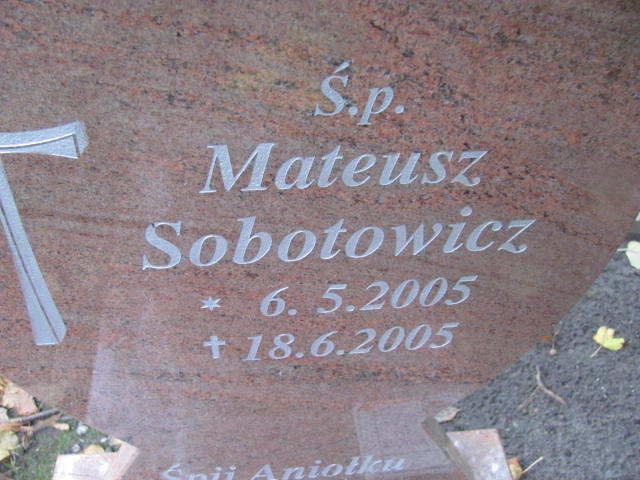 Ś.p.
Mateusz
Sobotowicz
* 6. 5.2005
✝ 18.6.2005
Śpij Aniołku